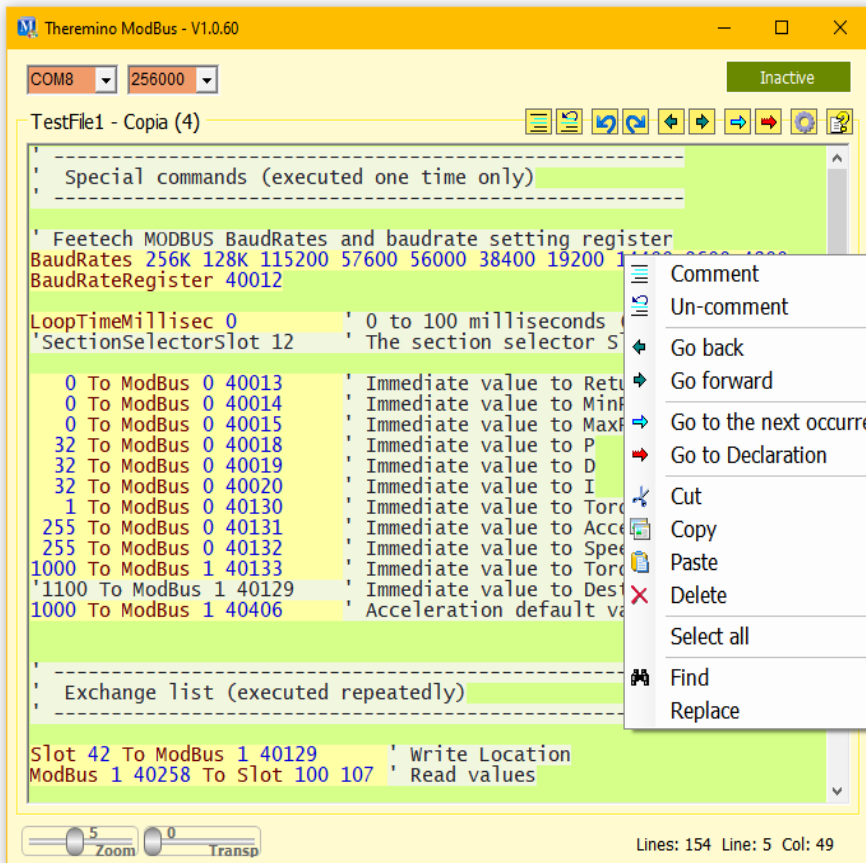 Theremino ModBus - V1.0.60
COM8
256000
Inactive
TestFile1 - Copia (4)
' -------------------------------------------------------
' Special commands (executed one time only)
' -------------------------------------------------------
' Feetech MODBUS BaudRates and baudrate setting register
BaudRates 256K 128K 115200 57600 56000 38400 19200
BaudRateRegister 40012
LoopTimeMillisec 0 ' 0 to 100 milliseconds
'SectionSelectorSlot 12 ' The section selector
0 To ModBus 0 40013 ' Immediate value to
0 To ModBus 0 40014 ' Immediate value to
0 To ModBus 0 40015 ' Immediate value to
32 To ModBus 0 40018 ' Immediate value to P
32 To ModBus 0 40019 ' Immediate value to D
32 To ModBus 0 40020 ' Immediate value to I
1 To ModBus 0 40130 ' Immediate value to
255 To ModBus 0 40131 ' Immediate value to
255 To ModBus 0 40132 ' Immediate value to
1000 To ModBus 1 40133 ' Immediate value to
'1100 To ModBus 1 40129 ' Immediate value to
1000 To ModBus 1 40406 ' Acceleration default
' -------------------------------------------------------
' Exchange list (executed repeatedly)
' -------------------------------------------------------
Slot 42 To ModBus 1 40129 ' Write Location
ModBus 1 40258 To Slot 100 107 ' Read values
Comment
Un-comment
Go back
Go forward
Go to the next occurre
Go to Declaration
Cut
Copy
Paste
Delete
Select all
Find
Replace
5
Zoom
0
Transp
Lines: 154 Line: 5 Col: 49